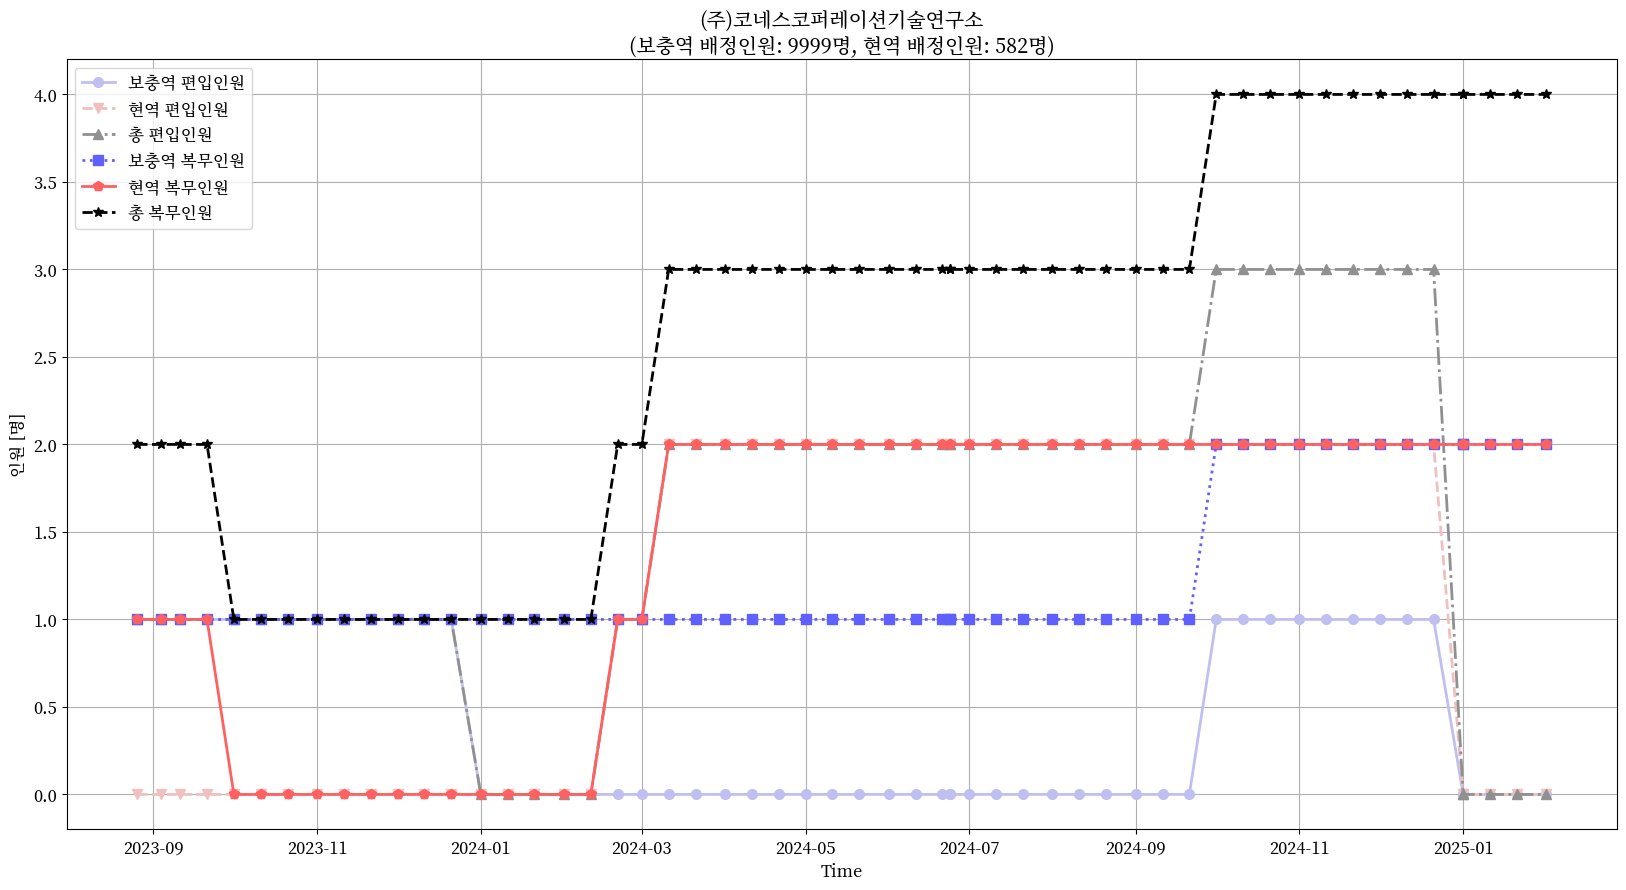 (주)코네스코퍼레이션기술연구소
(보충역 배정인원: 9999명, 현역 배정인원: 582명)
보충역 편입인원
현역 편입인원
총 편입인원
보충역 복무인원
현역 복무인원
총 복무인원
인원 [명]
4.0
3.5
3.0
2.5
2.0
1.5
1.0
0.5
0.0
2023-09 2023-11 2024-01 2024-03 2024-05 2024-07 2024-09 2024-11 2025-01
Time